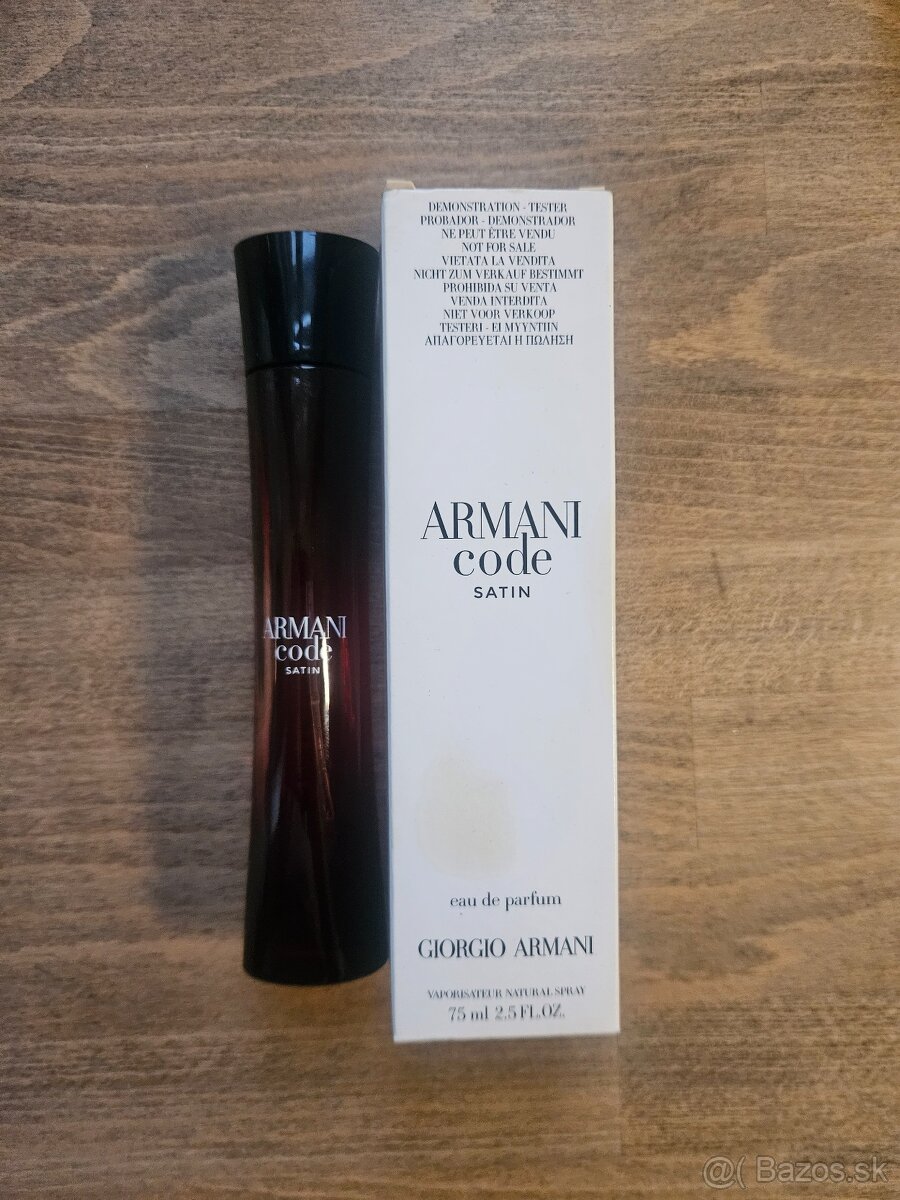 DEMONSTRATION - TESTER
PROBADOR - DEMONSTRADOR
NE PEUT ÊTRE VENDU
NOT FOR SALE
VIETATA LA VENDITA
NICHT ZUM VERKAUF BESTIMMT
PROHIBIDA SU VENTA
VENDA INTERDITA
NIET VOOR VERKOOP
TESTERI - EI MYYNTIIN
ΑΠΑΓΟΡΕΥΕΤΑΙ Η ΠΩΛΗΣΗ
ARMANI
code
SATIN
ARMANI
code
SATIN
eau de parfum
GIORGIO ARMANI
VAPORISATEUR NATURAL SPRAY
75 ml 2.5 FL.OZ.
@( Bazos.sk